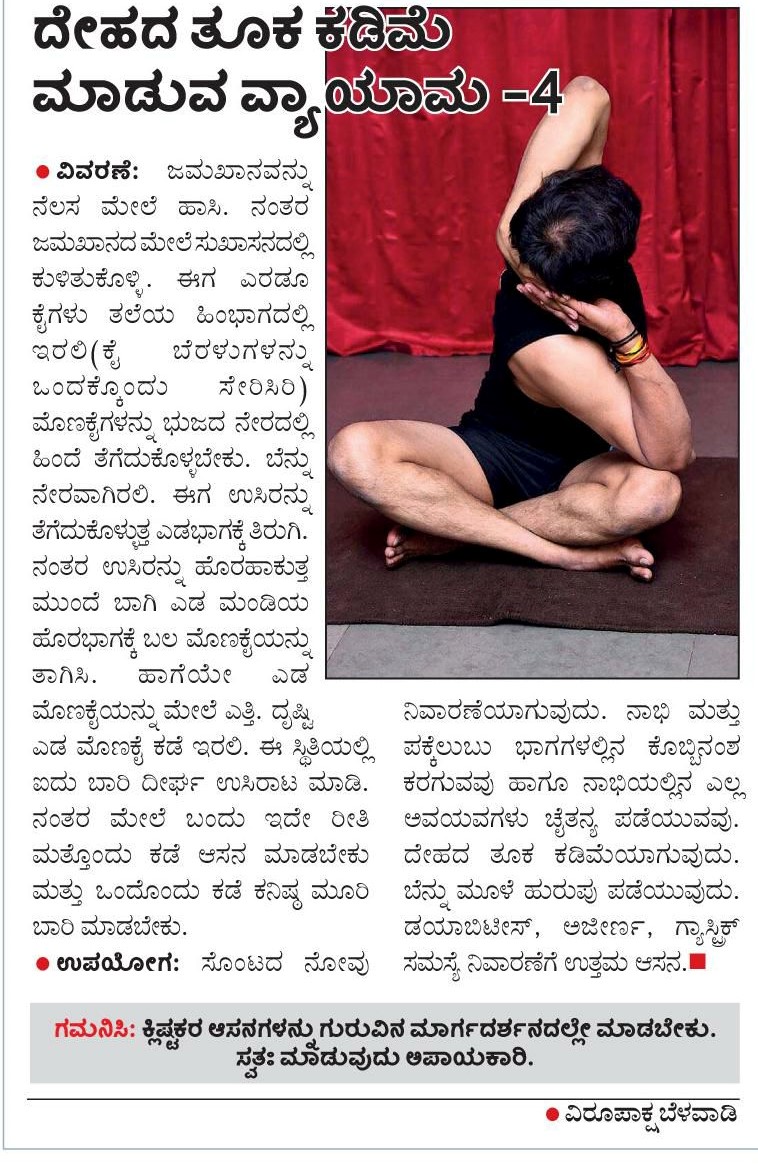 ದೇಹದ ತೂಕ ಕಡಿಮೆ
ಮಾಡುವ ವ್ಯಾಯಾಮ -4
● ವಿವರಣೆ: ಜಮಖಾನವನ್ನು
ನೆಲಸ ಮೇಲೆ ಹಾಸಿ. ನಂತರ
ಜಮಖಾನದ ಮೇಲೆ ಸುಖಾಸನದಲ್ಲಿ
ಕುಳಿತುಕೊಳ್ಳಿ. ಈಗ ಎರಡೂ
ಕೈಗಳು ತಲೆಯ ಹಿಂಭಾಗದಲ್ಲಿ
ಇರಲಿ(ಕೈ ಬೆರಳುಗಳನ್ನು
ಒಂದಕ್ಕೊಂದು ಸೇರಿಸಿರಿ)
ಮೊಣಕೈಗಳನ್ನು ಭುಜದ ನೇರದಲ್ಲಿ
ಹಿಂದೆ ತೆಗೆದುಕೊಳ್ಳಬೇಕು. ಬೆನ್ನು
ನೇರವಾಗಿರಲಿ. ಈಗ ಉಸಿರನ್ನು
ತೆಗೆದುಕೊಳ್ಳುತ್ತ ಎಡಭಾಗಕ್ಕೆ ತಿರುಗಿ.
ನಂತರ ಉಸಿರನ್ನು ಹೊರಹಾಕುತ್ತ
ಮುಂದೆ ಬಾಗಿ ಎಡ ಮಂಡಿಯ
ಹೊರಭಾಗಕ್ಕೆ ಬಲ ಮೊಣಕೈಯನ್ನು
ತಾಗಿಸಿ. ಹಾಗೆಯೇ ಎಡ
ಮೊಣಕೈಯನ್ನು ಮೇಲೆ ಎತ್ತಿ. ದೃಷ್ಟಿ
ಎಡ ಮೊಣಕೈ ಕಡೆ ಇರಲಿ. ಈ ಸ್ಥಿತಿಯಲ್ಲಿ
ಐದು ಬಾರಿ ದೀರ್ಘ ಉಸಿರಾಟ ಮಾಡಿ.
ನಂತರ ಮೇಲೆ ಬಂದು ಇದೇ ರೀತಿ
ಮತ್ತೊಂದು ಕಡೆ ಆಸನ ಮಾಡಬೇಕು
ಮತ್ತು ಒಂದೊಂದು ಕಡೆ ಕನಿಷ್ಠ ಮೂರಿ
ಬಾರಿ ಮಾಡಬೇಕು.
● ಉಪಯೋಗ: ಸೊಂಟದ ನೋವು
ನಿವಾರಣೆಯಾಗುವುದು. ನಾಭಿ ಮತ್ತು
ಪಕ್ಕೆಲುಬು ಭಾಗಗಳಲ್ಲಿನ ಕೊಬ್ಬಿನಂಶ
ಕರಗುವವು ಹಾಗೂ ನಾಭಿಯಲ್ಲಿನ ಎಲ್ಲ
ಅವಯವಗಳು ಚೈತನ್ಯ ಪಡೆಯುವವು.
ದೇಹದ ತೂಕ ಕಡಿಮೆಯಾಗುವುದು.
ಬೆನ್ನು ಮೂಳೆ ಹುರುಪು ಪಡೆಯುವುದು.
ಡಯಾಬಿಟೀಸ್, ಅಜೀರ್ಣ, ಗ್ಯಾಸ್ಟ್ರಿಕ್
ಸಮಸ್ಯೆ ನಿವಾರಣೆಗೆ ಉತ್ತಮ ಆಸನ.■
ಗಮನಿಸಿ: ಕ್ಲಿಷ್ಟಕರ ಆಸನಗಳನ್ನು ಗುರುವಿನ ಮಾರ್ಗದರ್ಶನದಲ್ಲೇ ಮಾಡಬೇಕು.
ಸ್ವತಃ ಮಾಡುವುದು ಅಪಾಯಕಾರಿ.
● ವಿರೂಪಾಕ್ಷ ಬೆಳವಾಡಿ